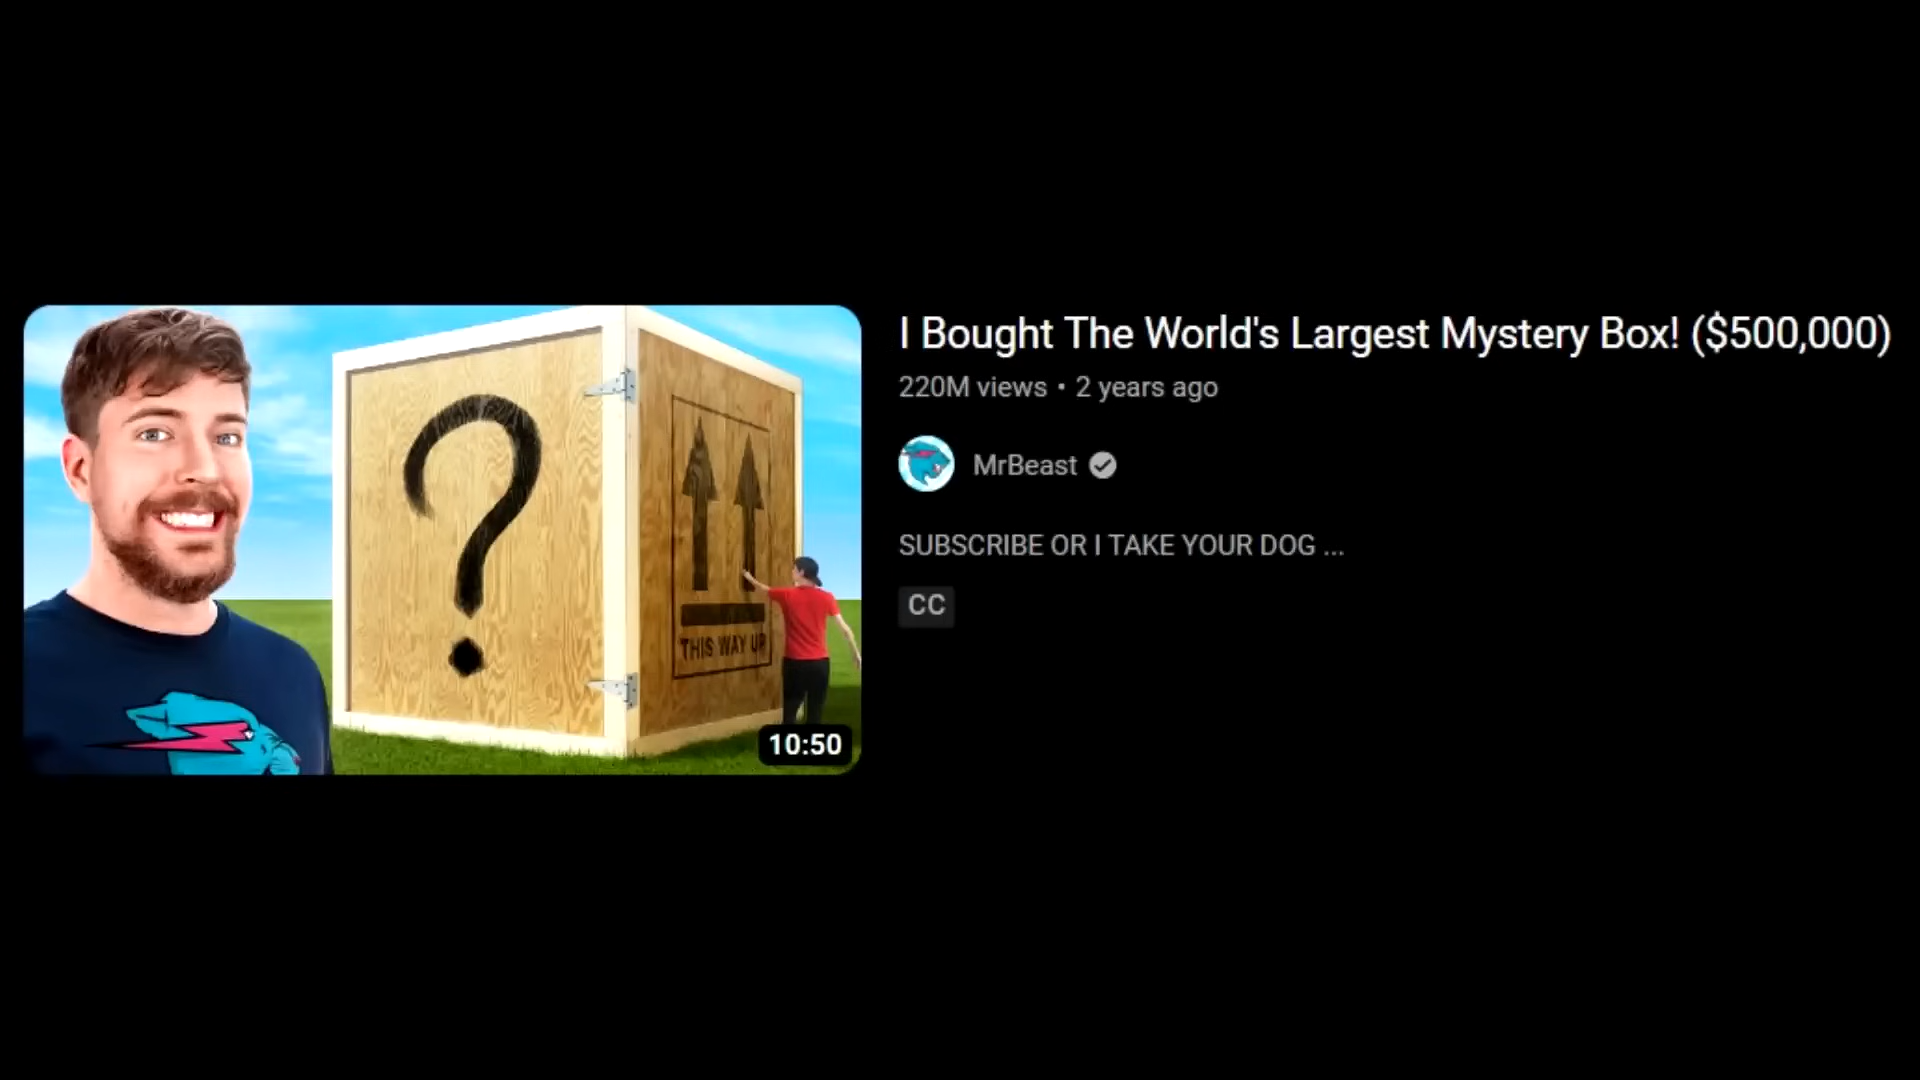 ?
THIS WAY UP
10:50
I Bought The World's Largest Mystery Box! ($500,000)
220M views • 2 years ago
MrBeast
SUBSCRIBE OR I TAKE YOUR DOG ...
CC